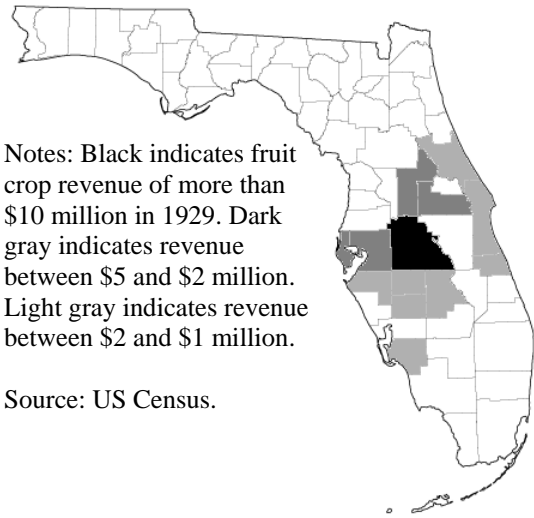 Notes: Black indicates fruit
crop revenue of more than
$10 million in 1929. Dark
gray indicates revenue
between $5 and $2 million.
Light gray indicates revenue
between $2 and $1 million.
Source: US Census.